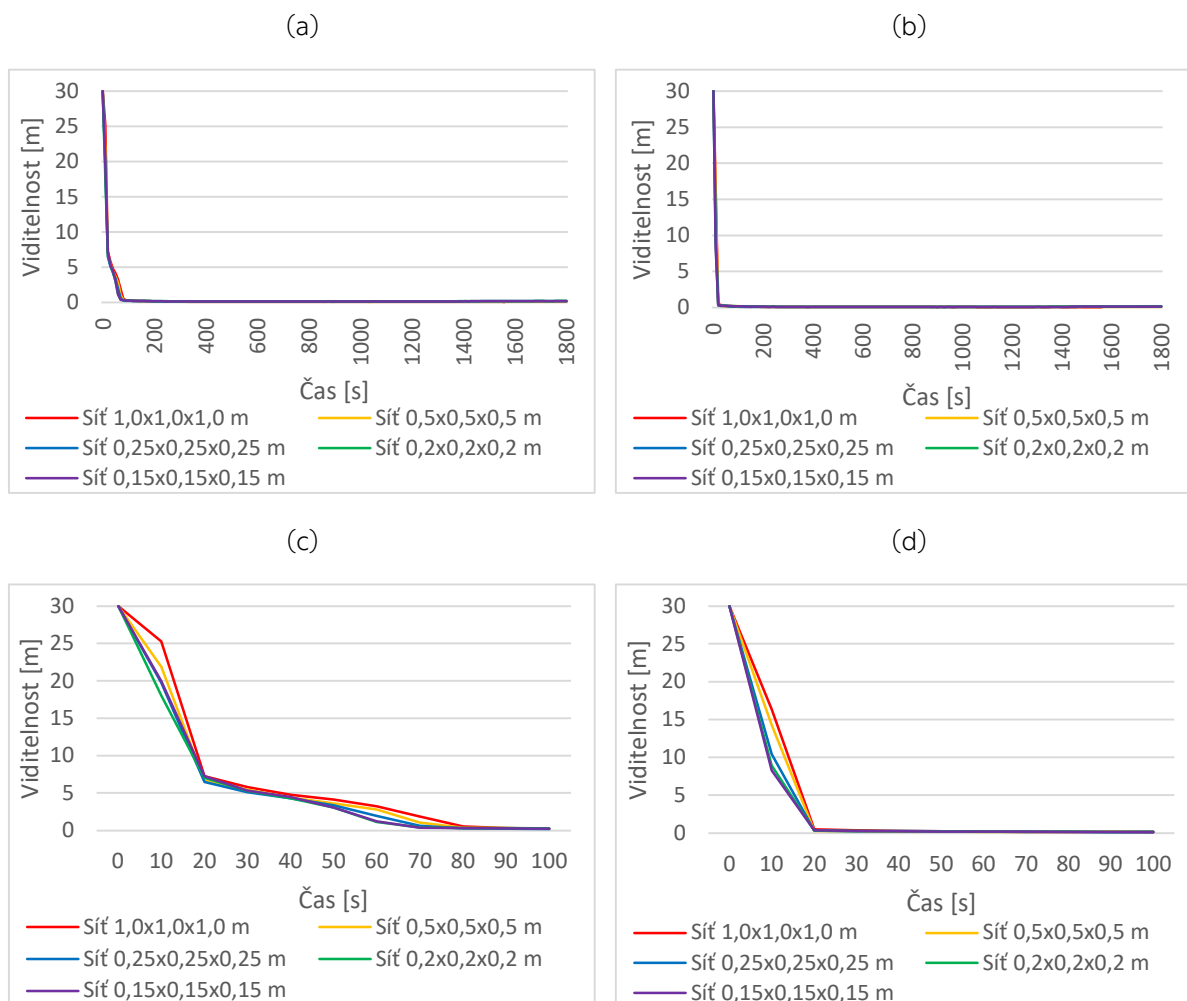 (a)
30
25
20
15
10
5
0
Viditelnost [m]
0 200 400 600 800 1000 1200 1400 1600 1800
Čas [s]
Síť 1,0x1,0x1,0 m Síť 0,5x0,5x0,5 m
Síť 0,25x0,25x0,25 m Síť 0,2x0,2x0,2 m
Síť 0,15x0,15x0,15 m
(b)
30
25
20
15
10
5
0
Viditelnost [m]
0 200 400 600 800 1000 1200 1400 1600 1800
Čas [s]
Síť 1,0x1,0x1,0 m Síť 0,5x0,5x0,5 m
Síť 0,25x0,25x0,25 m Síť 0,2x0,2x0,2 m
Síť 0,15x0,15x0,15 m
(c)
30
25
20
15
10
5
0
Viditelnost [m]
0 10 20 30 40 50 60 70 80 90 100
Čas [s]
Síť 1,0x1,0x1,0 m Síť 0,5x0,5x0,5 m
Síť 0,25x0,25x0,25 m Síť 0,2x0,2x0,2 m
Síť 0,15x0,15x0,15 m
(d)
30
25
20
15
10
5
0
Viditelnost [m]
0 10 20 30 40 50 60 70 80 90 100
Čas [s]
Síť 1,0x1,0x1,0 m Síť 0,5x0,5x0,5 m
Síť 0,25x0,25x0,25 m Síť 0,2x0,2x0,2 m
Síť 0,15x0,15x0,15 m